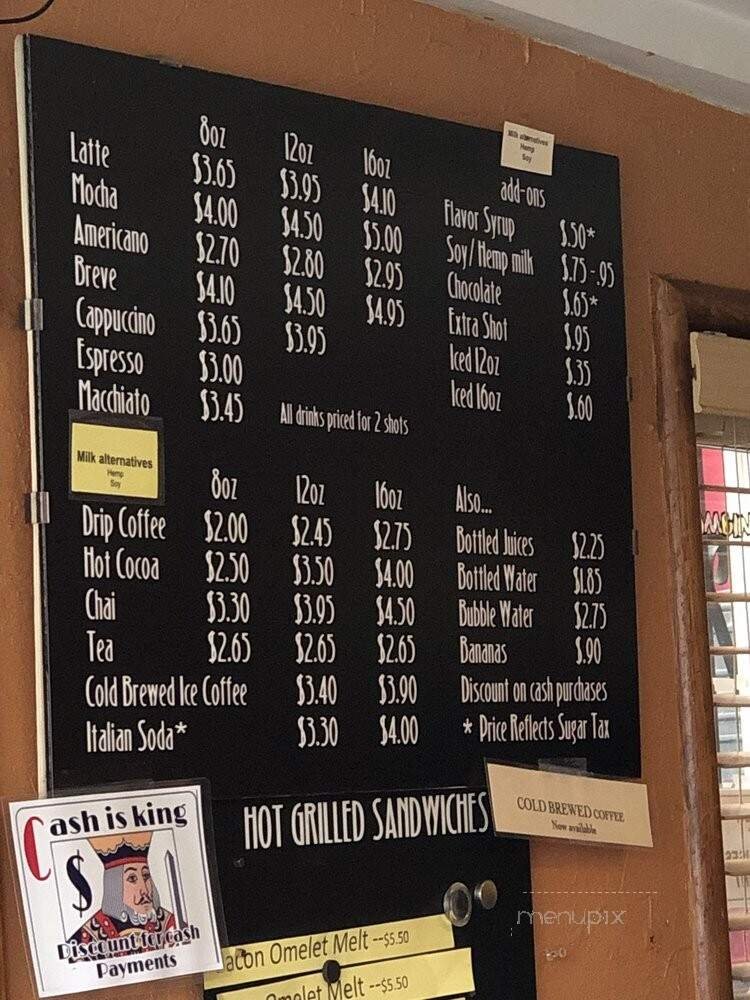 Milk alternatives
Hemp
Soy
8oz 12oz 16oz
Latte $3.65 $3.95 $4.10
Mocha $4.00 $4.50 $5.00
Americano $2.70 $2.80 $2.95
Breve $4.10 $4.50 $4.95
Cappuccino $3.65 $3.95
Espresso $3.00
Macchiato $3.45
All drinks priced for 2 shots
add-ons
Flavor Syrup $.50*
Soy/Hemp milk $.75-.95
Chocolate $.65*
Extra Shot $.95
Iced 12oz $.35
Iced 16oz $.60
Milk alternatives
Hemp
Soy
8oz 12oz 16oz
Drip Coffee $2.00 $2.45 $2.75
Hot Cocoa $2.50 $3.50 $4.00
Chai $3.30 $3.95 $4.50
Tea $2.65 $2.65 $2.65
Cold Brewed Ice Coffee $3.40 $3.90
Italian Soda* $3.30 $4.00
Also...
Bottled Juices $2.25
Bottled Water $1.85
Bubble Water $2.75
Bananas $.90
Discount on cash purchases
* Price Reflects Sugar Tax
Cash is king
$
Discount for cash
Payments
HOT GRILLED SANDWICHES
COLD BREWED COFFEE
Now available
acon Omelet Melt --$5.50
Omelet Melt --$5.50
menupix